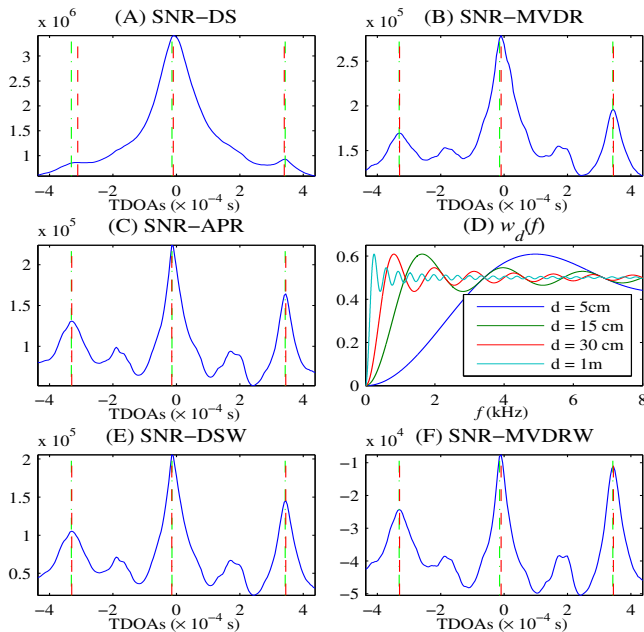 (A) SNR−DS
x 10^6
3
2.5
2
1.5
1
−4 −2 0 2 4
TDOAs (× 10^−4 s)
(B) SNR−MVDR
x 10^5
2.5
2
1.5
−4 −2 0 2 4
TDOAs (× 10^−4 s)
(C) SNR−APR
x 10^5
2
1.5
1
−4 −2 0 2 4
TDOAs (× 10^−4 s)
(D) w_d(f)
0.6
0.4
0.2
0
0 2 4 6 8
f (kHz)
d = 5cm
d = 15 cm
d = 30 cm
d = 1m
(E) SNR−DSW
x 10^5
2
1.5
1
0.5
−4 −2 0 2 4
TDOAs (× 10^−4 s)
(F) SNR−MVDRW
x 10^4
−1
−2
−3
−4
−5
−4 −2 0 2 4
TDOAs (× 10^−4 s)